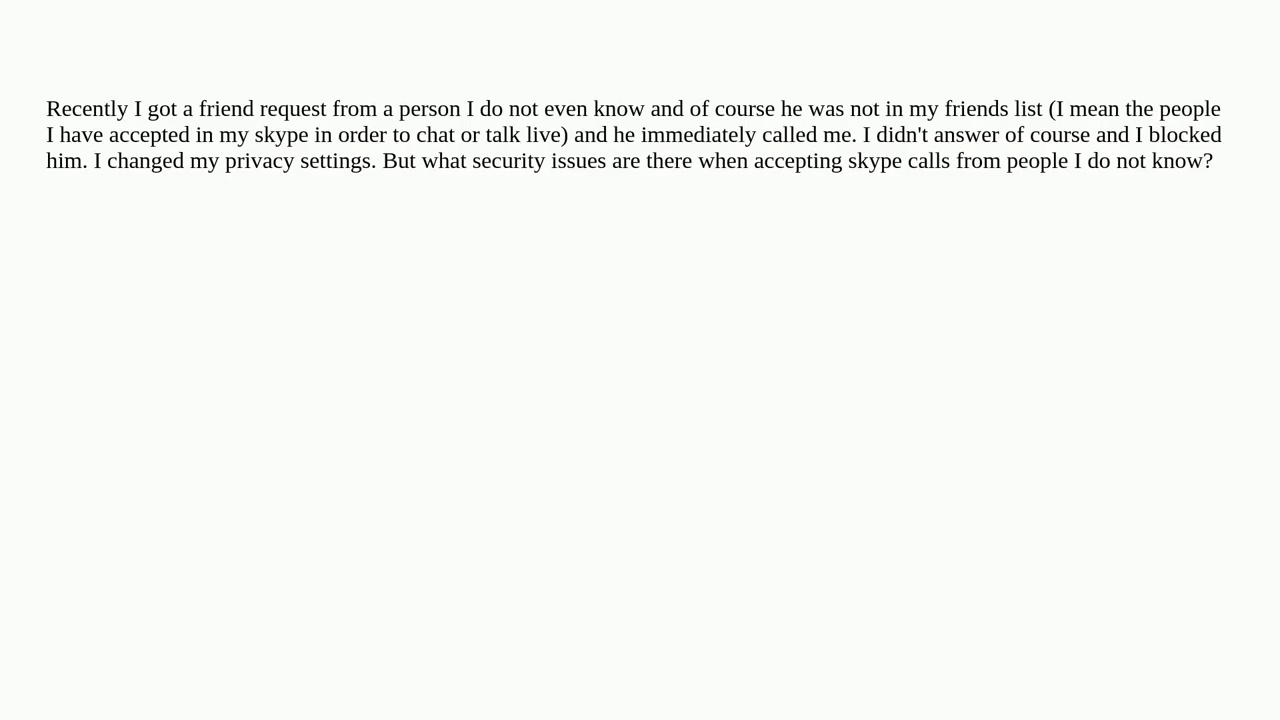 Recently I got a friend request from a person I do not even know and of course he was not in my friends list (I mean the people
I have accepted in my skype in order to chat or talk live) and he immediately called me. I didn't answer of course and I blocked
him. I changed my privacy settings. But what security issues are there when accepting skype calls from people I do not know?